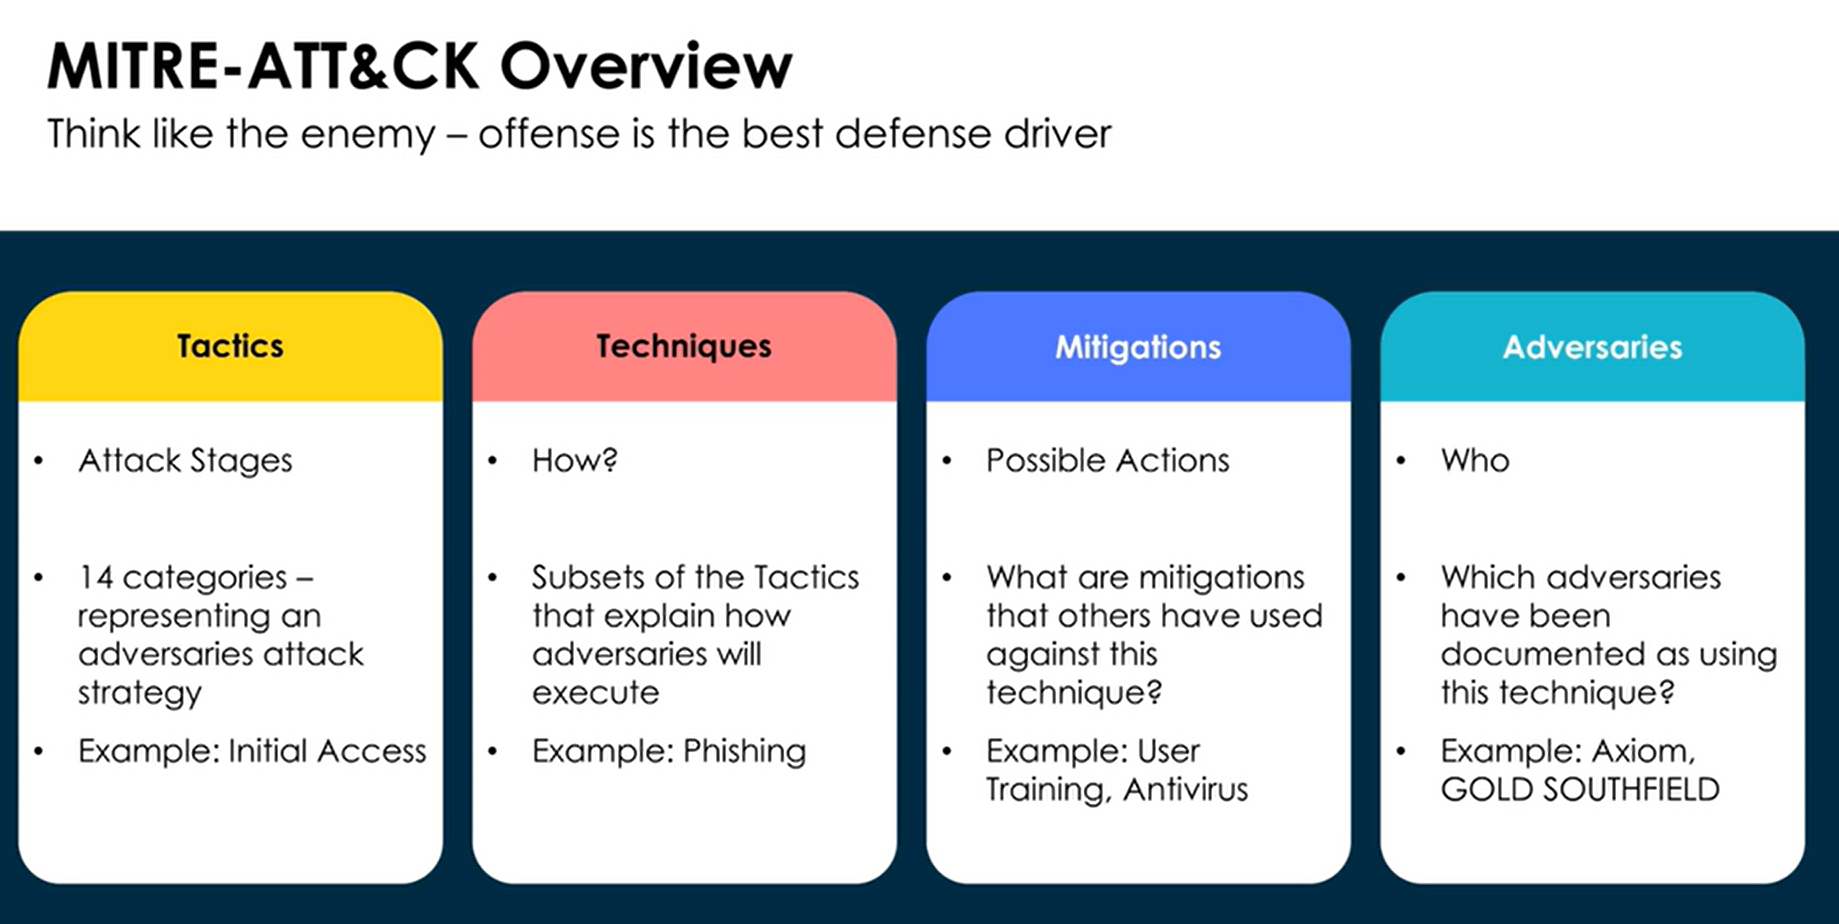 MITRE-ATT&CK Overview
Think like the enemy – offense is the best defense driver
Tactics
• Attack Stages
• 14 categories –
representing an
adversaries attack
strategy
• Example: Initial Access
Techniques
• How?
• Subsets of the Tactics
that explain how
adversaries will
execute
• Example: Phishing
Mitigations
• Possible Actions
• What are mitigations
that others have used
against this
technique?
• Example: User
Training, Antivirus
Adversaries
• Who
• Which adversaries
have been
documented as using
this technique?
• Example: Axiom,
GOLD SOUTHFIELD